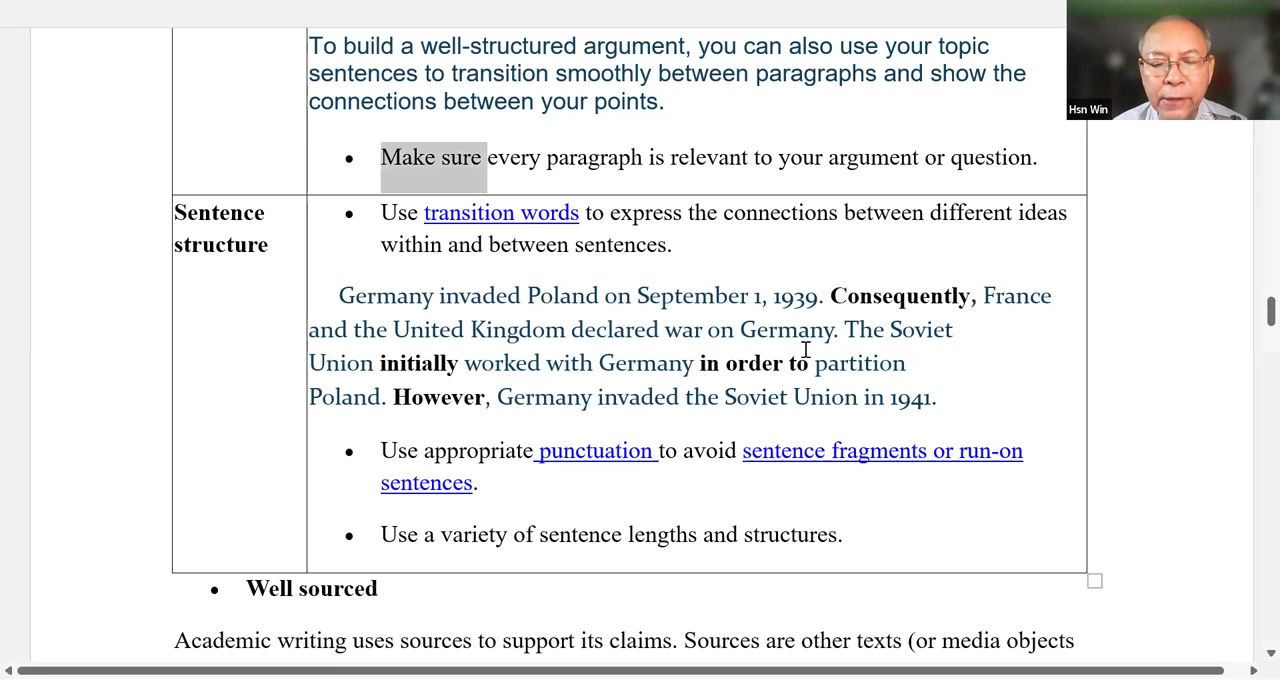 To build a well-structured argument, you can also use your topic
sentences to transition smoothly between paragraphs and show the
connections between your points.
Hsn Win
• Make sure every paragraph is relevant to your argument or question.
Sentence
structure
• Use transition words to express the connections between different ideas
within and between sentences.
Germany invaded Poland on September 1, 1939. Consequently, France
and the United Kingdom declared war on Germany. The Soviet
Union initially worked with Germany in order to partition
Poland. However, Germany invaded the Soviet Union in 1941.
• Use appropriate punctuation to avoid sentence fragments or run-on
sentences.
• Use a variety of sentence lengths and structures.
• Well sourced
Academic writing uses sources to support its claims. Sources are other texts (or media objects